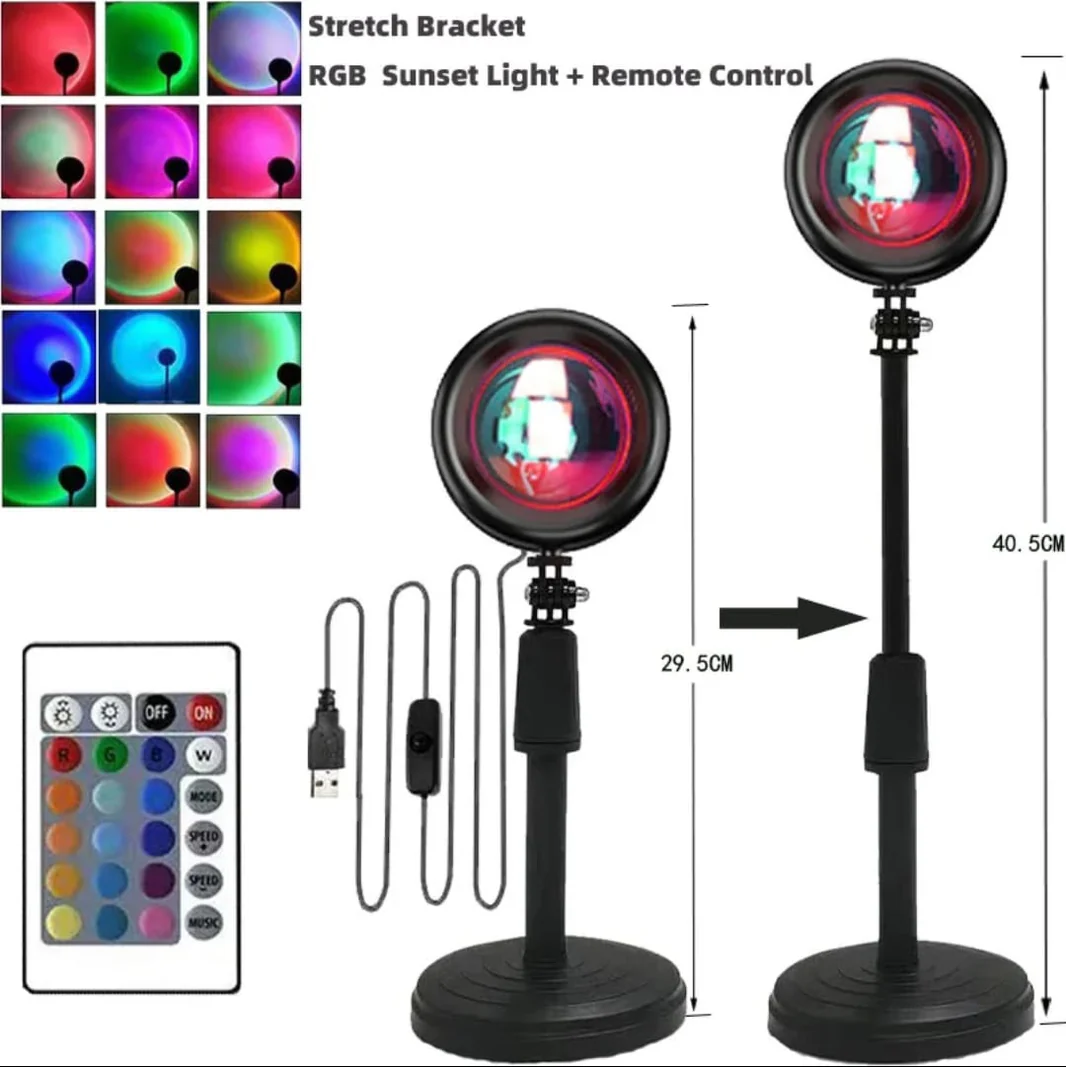 Stretch Bracket
RGB Sunset Light + Remote Control
40.5CM
29.5CM
OFF ON
R G B W
MODE
SPEED
+
SPEED
-
MUSIC